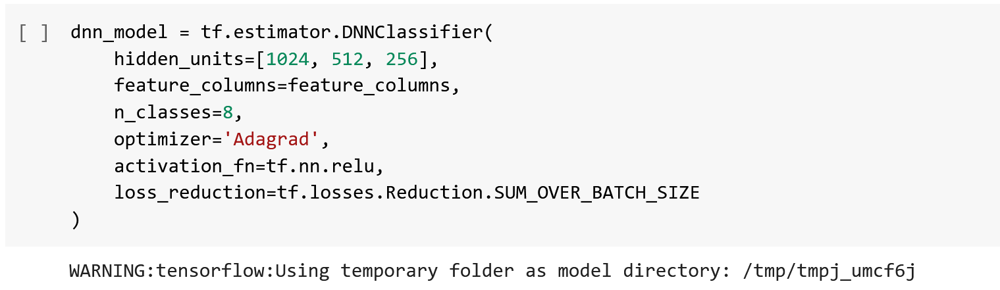 [ ] dnn_model = tf.estimator.DNNClassifier(
    hidden_units=[1024, 512, 256],
    feature_columns=feature_columns,
    n_classes=8,
    optimizer='Adagrad',
    activation_fn=tf.nn.relu,
    loss_reduction=tf.losses.Reduction.SUM_OVER_BATCH_SIZE
)
WARNING:tensorflow:Using temporary folder as model directory: /tmp/tmpj_umcf6j